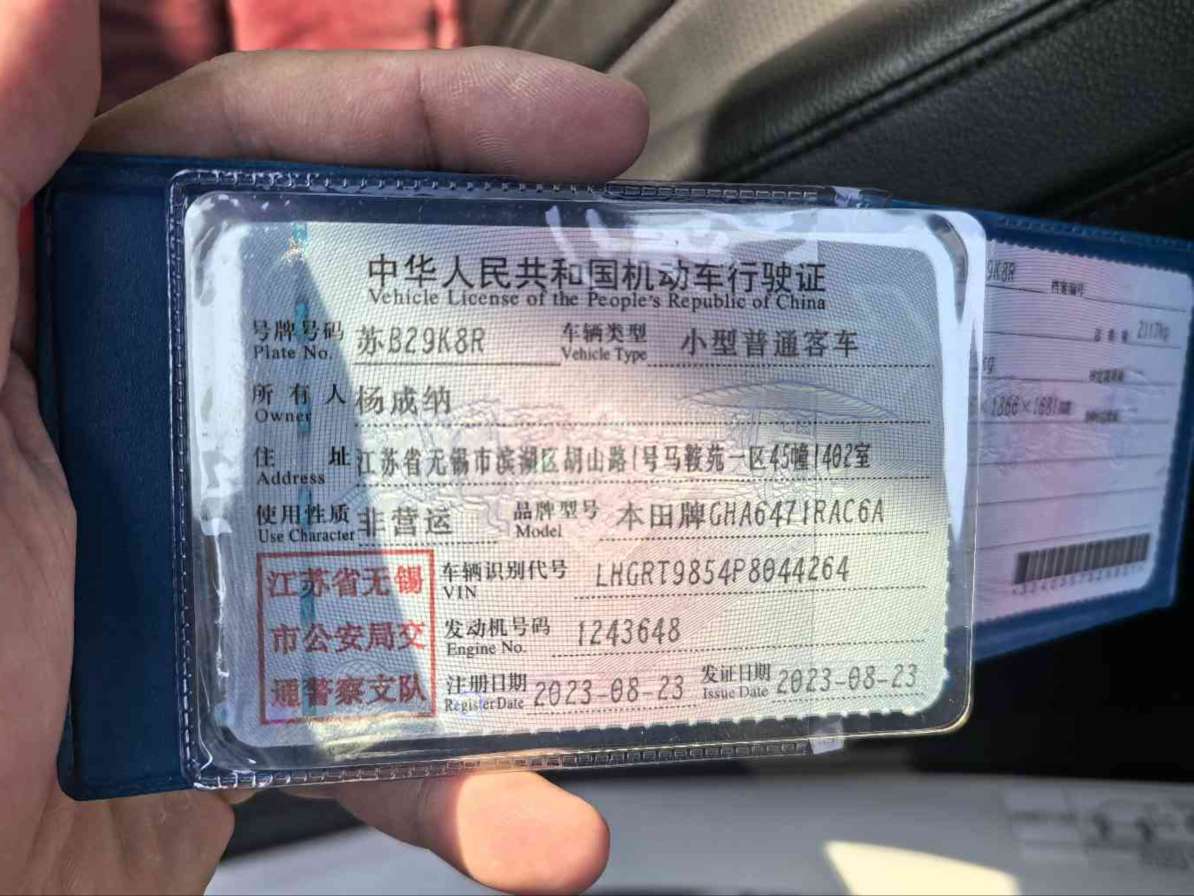 中华人民共和国机动车行驶证
Vehicle License of the People's Republic of China
号牌号码 苏B29K8R 车辆类型 小型普通客车
Plate No. Vehicle Type
所有人 杨成纳
Owner
住址 江苏省无锡市滨湖区胡山路1号马鞍苑一区45幢1402室
Address
使用性质 非营运 品牌型号 本田牌GHA6471RAC6A
Use Character Model
江苏省无锡
市公安局交
通警察支队
车辆识别代号 LHGRT9854P8044264
VIN
发动机号码 1243648
Engine No.
注册日期 2023-08-23 发证日期 2023-08-23
Register Date Issue Date
9K8R 档案编号
×1866×1681